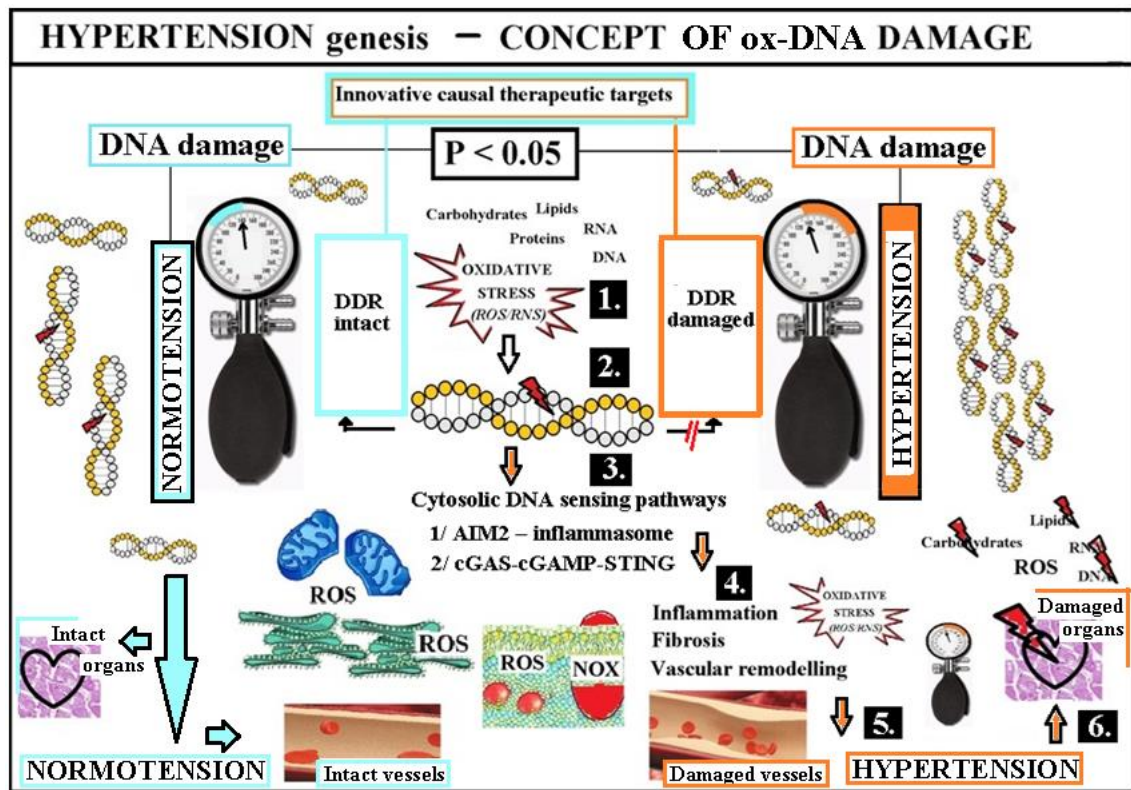 HYPERTENSION genesis – CONCEPT OF ox-DNA DAMAGE
Innovative causal therapeutic targets
DNA damage
P < 0.05
DNA damage
NORMOTENSION
DDR
intact
Carbohydrates
Lipids
Proteins
RNA
DNA
OXIDATIVE
STRESS
(ROS/RNS)
1.
DDR
damaged
HYPERTENSION
2.
3.
Cytosolic DNA sensing pathways
1/ AIM2 – inflammasome
2/ cGAS-cGAMP-STING
4.
Inflammation
Fibrosis
Vascular remodelling
OXIDATIVE
STRESS
(ROS/RNS)
ROS
ROS
ROS
NOX
Lipids
Carbohydrates
RNA
ROS
DNA
Intact
organs
Damaged
organs
5.
6.
NORMOTENSION
Intact vessels
Damaged vessels
HYPERTENSION